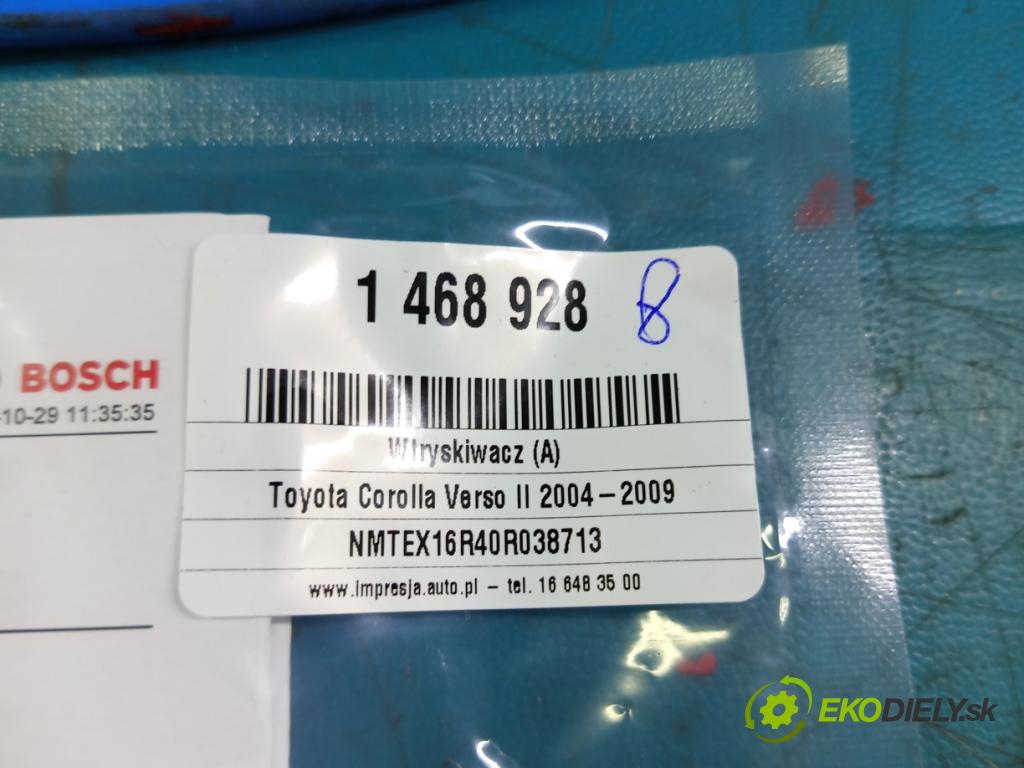 1 468 928 8
BOSCH
-10-29 11:35:35
Wtryskiwacz (A)
Toyota Corolla Verso II 2004-2009
NMTEX16R40R038713
www.impresja.auto.pl - tel. 16 648 35 00
EKODIELY.sk